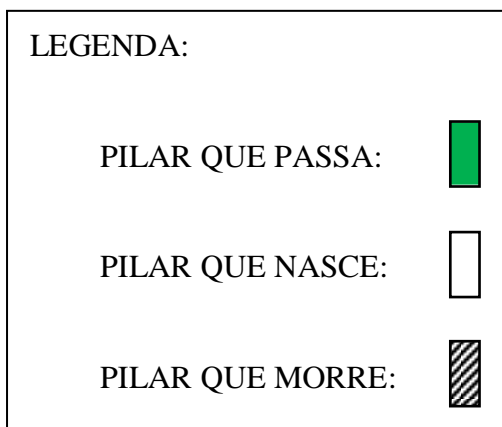 LEGENDA:
PILAR QUE PASSA:
PILAR QUE NASCE:
PILAR QUE MORRE: